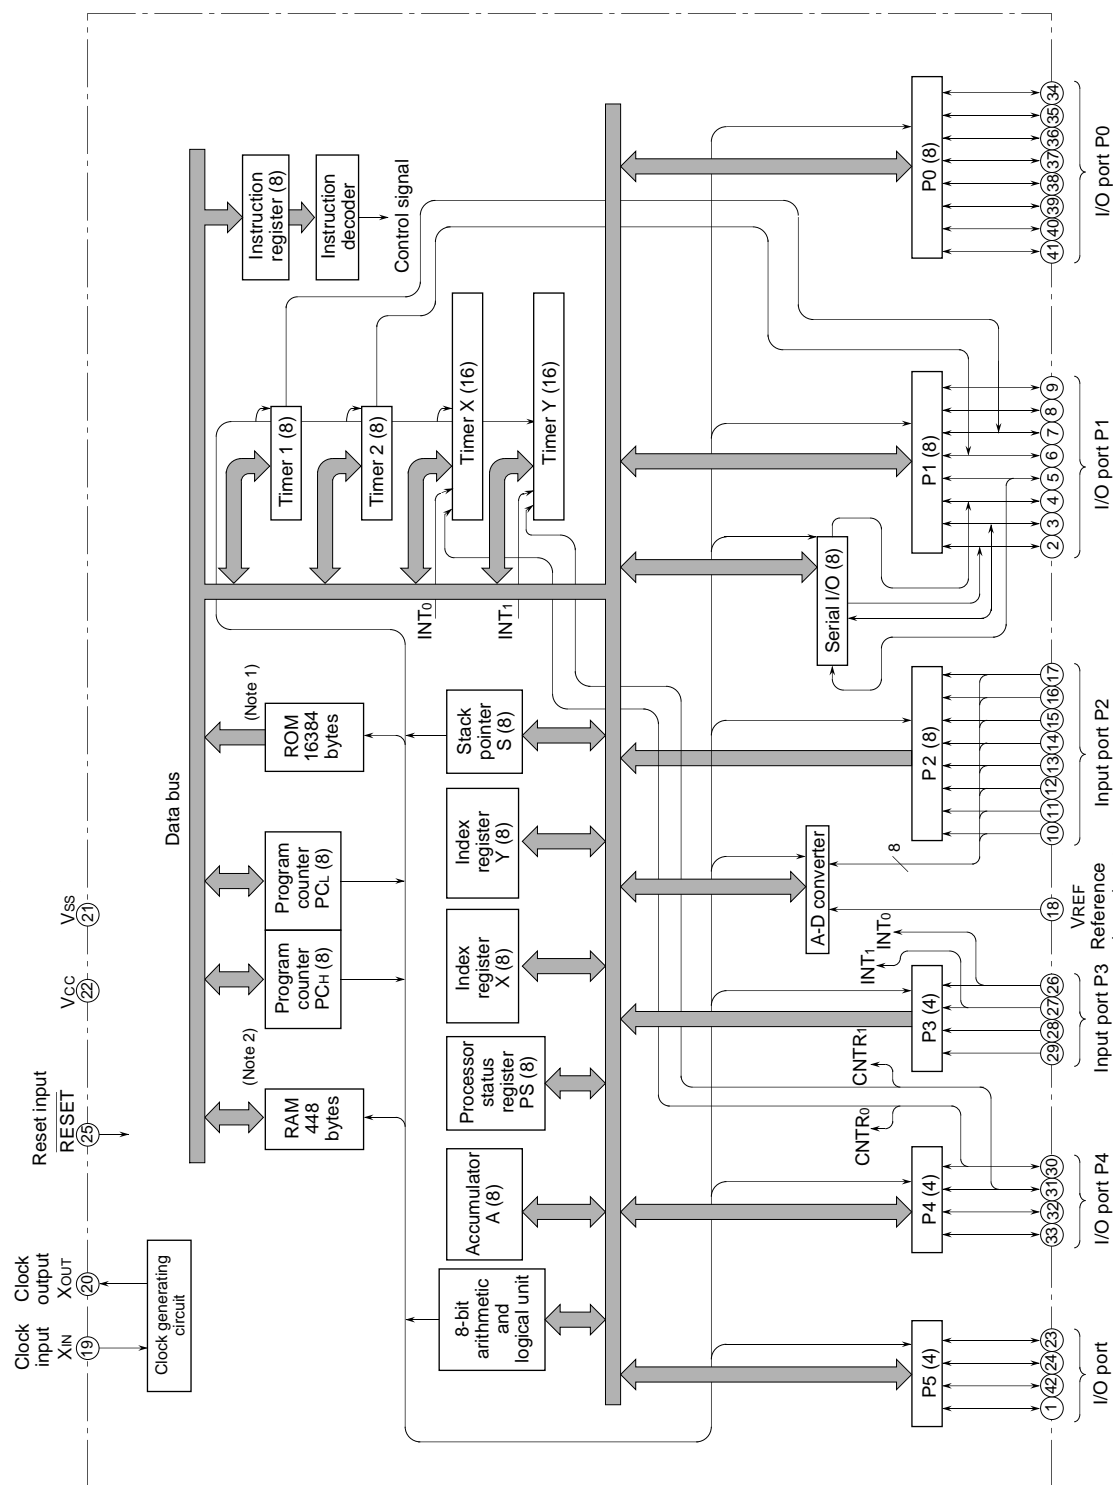 Clock
input
XIN
19
Clock
output
XOUT
20
Reset input
RESET
25
VCC
22
VSS
21
Clock generating
circuit
Data bus
RAM
448
bytes
(Note 2)
Program
counter
PCH (8)
Program
counter
PCL (8)
ROM
16384
bytes
(Note 1)
Instruction
register (8)
Instruction
decoder
Control signal
Timer 1 (8)
Timer 2 (8)
Timer X (16)
Timer Y (16)
INT0
INT1
8-bit
arithmetic
and
logical unit
Accumulator
A (8)
Processor
status
register
PS (8)
Index
register
X (8)
Index
register
Y (8)
Stack
pointer
S (8)
A-D converter
8
Serial I/O (8)
CNTR0
CNTR1
INT1
INT0
P5 (4)
P4 (4)
P3 (4)
P2 (8)
P1 (8)
P0 (8)
1 42 24 23
I/O port
33 32 31 30
I/O port P4
29 28 27 26
Input port P3
18
VREF
Reference
10 11 12 13 14 15 16 17
Input port P2
2 3 4 5 6 7 8 9
I/O port P1
41 40 39 38 37 36 35 34
I/O port P0